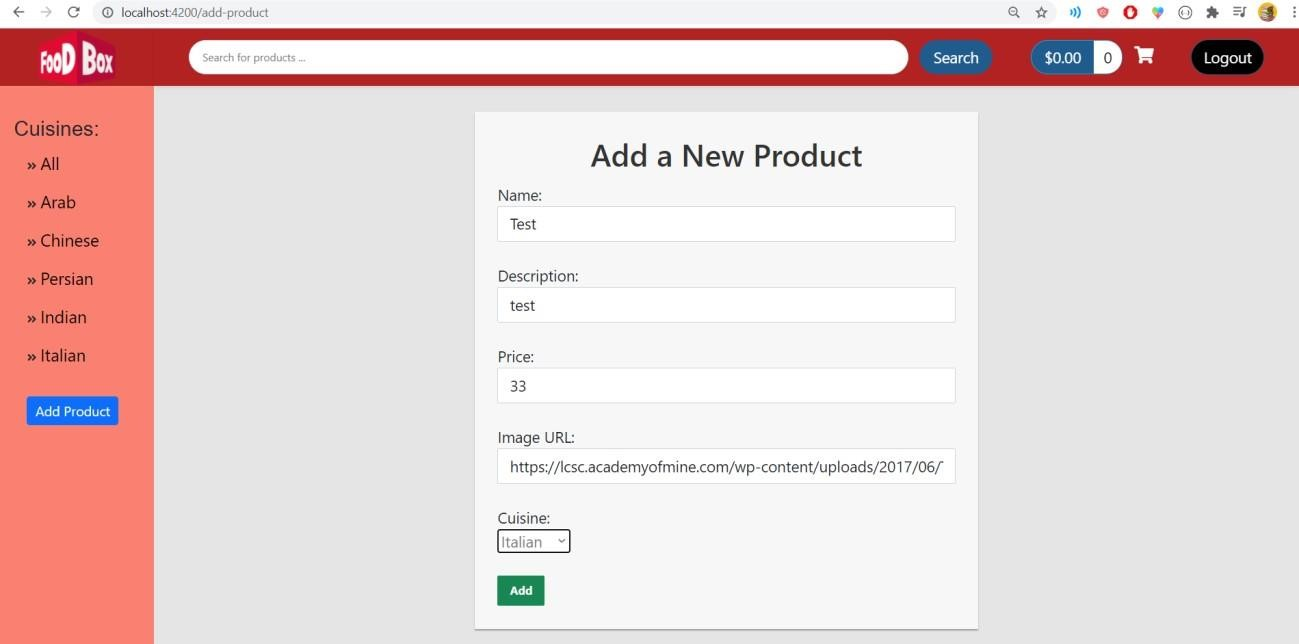 localhost:4200/add-product
FooD Box
Search for products ...
Search
$0.00 0
Logout
Cuisines:
» All
» Arab
» Chinese
» Persian
» Indian
» Italian
Add Product
Add a New Product
Name:
Test
Description:
test
Price:
33
Image URL:
https://lcsc.academyofmine.com/wp-content/uploads/2017/06/
Cuisine:
Italian
Add